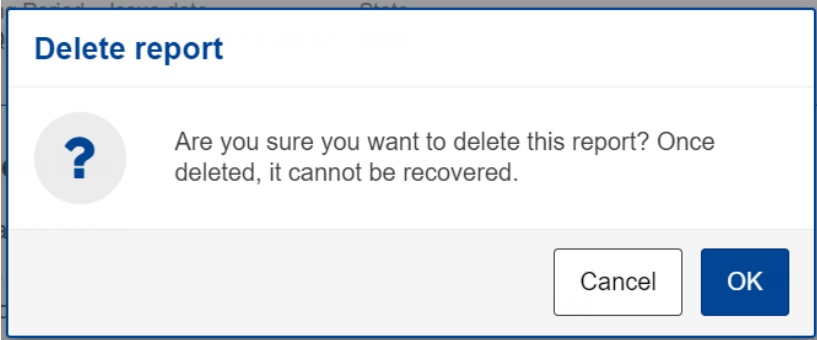 Delete report
?
Are you sure you want to delete this report? Once
deleted, it cannot be recovered.
Cancel
OK